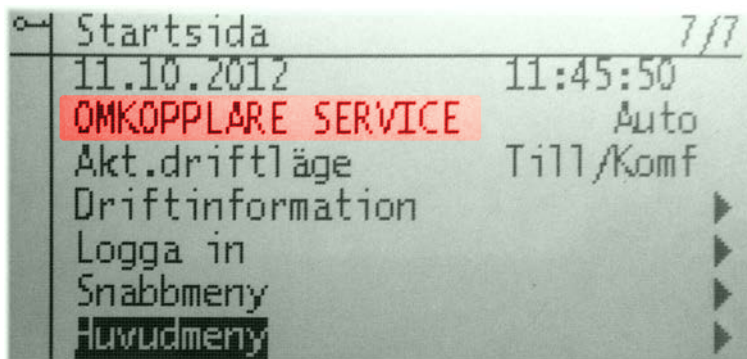 Startsida 7/7
11.10.2012 11:45:50
OMKOPPLARE SERVICE Auto
Akt.driftläge Till/Komf
Driftinformation
Logga in
Snabbmeny
Huvudmeny